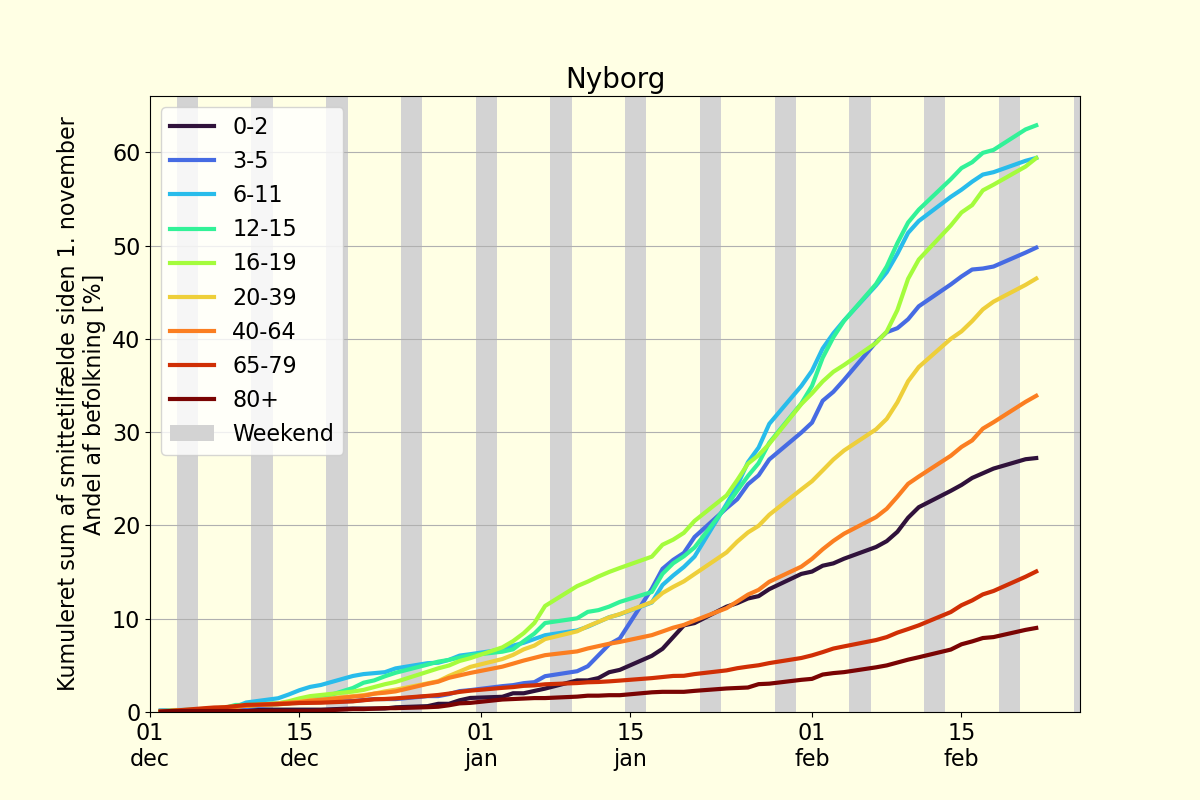 Nyborg
Kumuleret sum af smittetilfælde siden 1. november
Andel af befolkning [%]
60
50
40
30
20
10
0
0-2
3-5
6-11
12-15
16-19
20-39
40-64
65-79
80+
Weekend
01 dec
15 dec
01 jan
15 jan
01 feb
15 feb